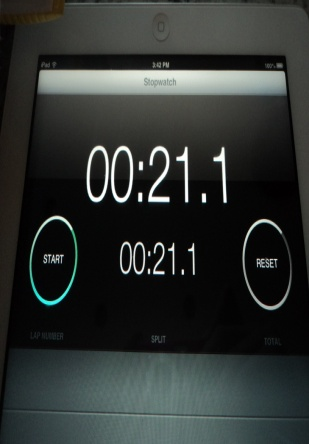 iPad 3:42 PM 100%
Stopwatch
00:21.1
START 00:21.1 RESET
LAP NUMBER SPLIT TOTAL